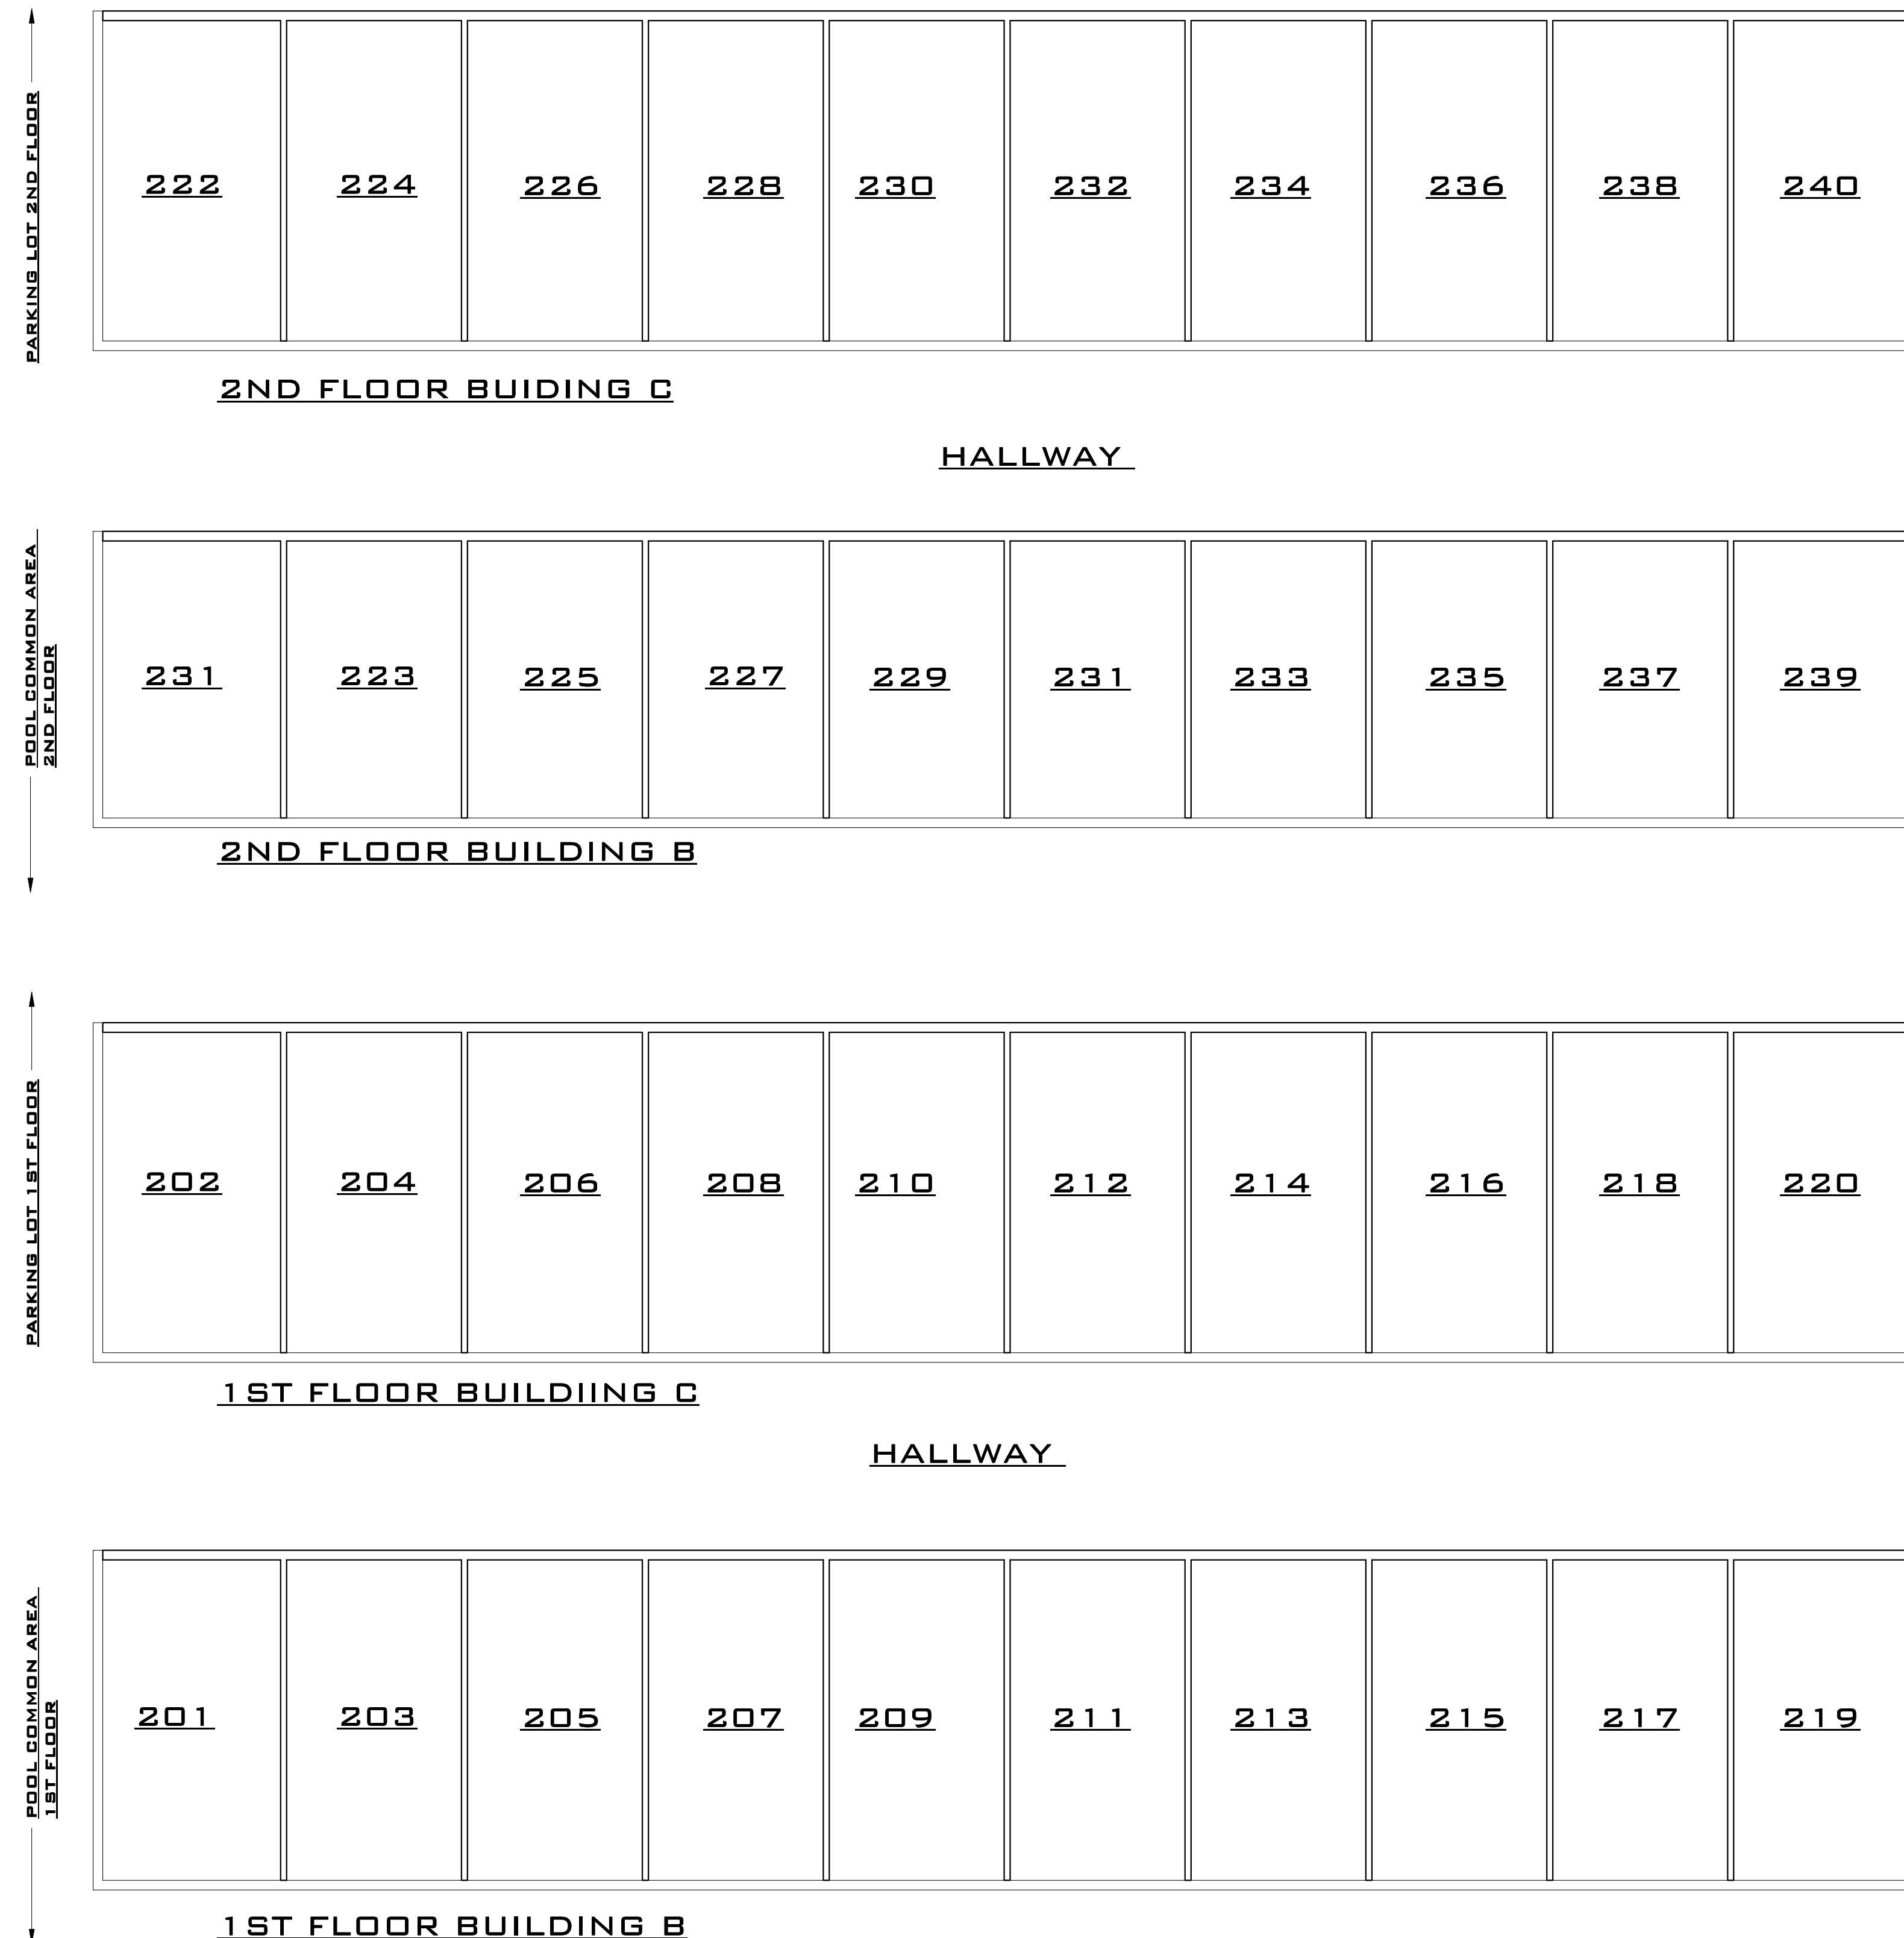 PARKING LOT 2ND FLOOR
222 224 226 228 230 232 234 236 238 240
2ND FLOOR BUIDING C
HALLWAY
POOL COMMON AREA
2ND FLOOR
231 223 225 227 229 231 233 235 237 239
2ND FLOOR BUILDING B
PARKING LOT 1ST FLOOR
202 204 206 208 210 212 214 216 218 220
1ST FLOOR BUILDIING C
HALLWAY
POOL COMMON AREA
1ST FLOOR
201 203 205 207 209 211 213 215 217 219
1ST FLOOR BUILDING B